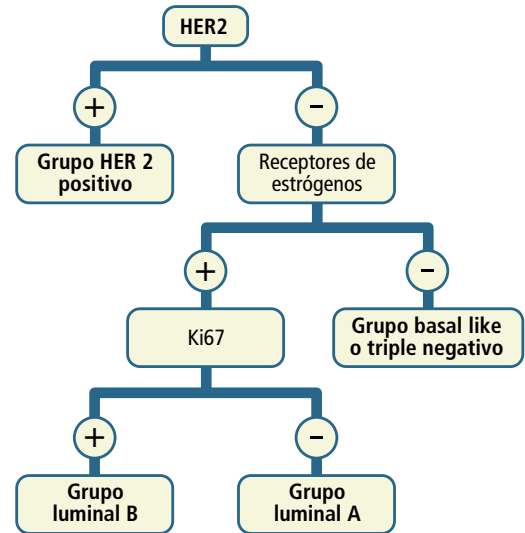 HER2
+
−
Grupo HER 2
positivo
Receptores de
estrógenos
+
−
Ki67
Grupo basal like
o triple negativo
+
−
Grupo
luminal B
Grupo
luminal A